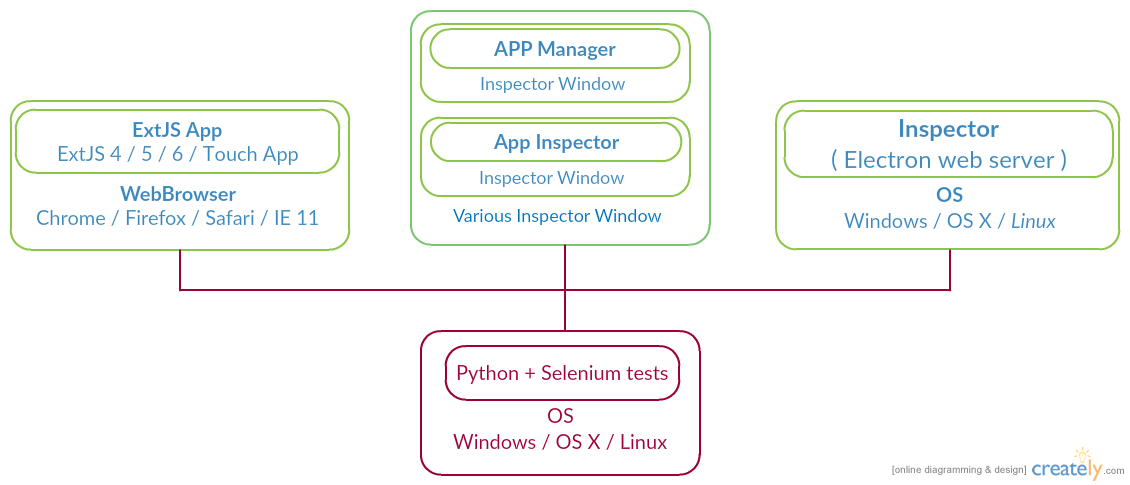 APP Manager
Inspector Window
App Inspector
Inspector Window
Various Inspector Window
ExtJS App
ExtJS 4 / 5 / 6 / Touch App
WebBrowser
Chrome / Firefox / Safari / IE 11
Inspector
( Electron web server )
OS
Windows / OS X / Linux
Python + Selenium tests
OS
Windows / OS X / Linux
[online diagramming & design] creately.com